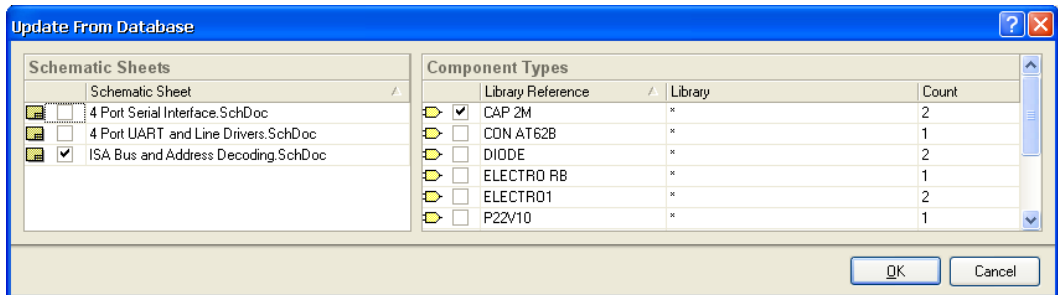 Update From Database
Schematic Sheets
Schematic Sheet
4 Port Serial Interface.SchDoc
4 Port UART and Line Drivers.SchDoc
ISA Bus and Address Decoding.SchDoc
Component Types
Library Reference Library Count
CAP 2M * 2
CON AT62B * 1
DIODE * 2
ELECTRO RB * 1
ELECTRO1 * 2
P22V10 * 1
OK Cancel